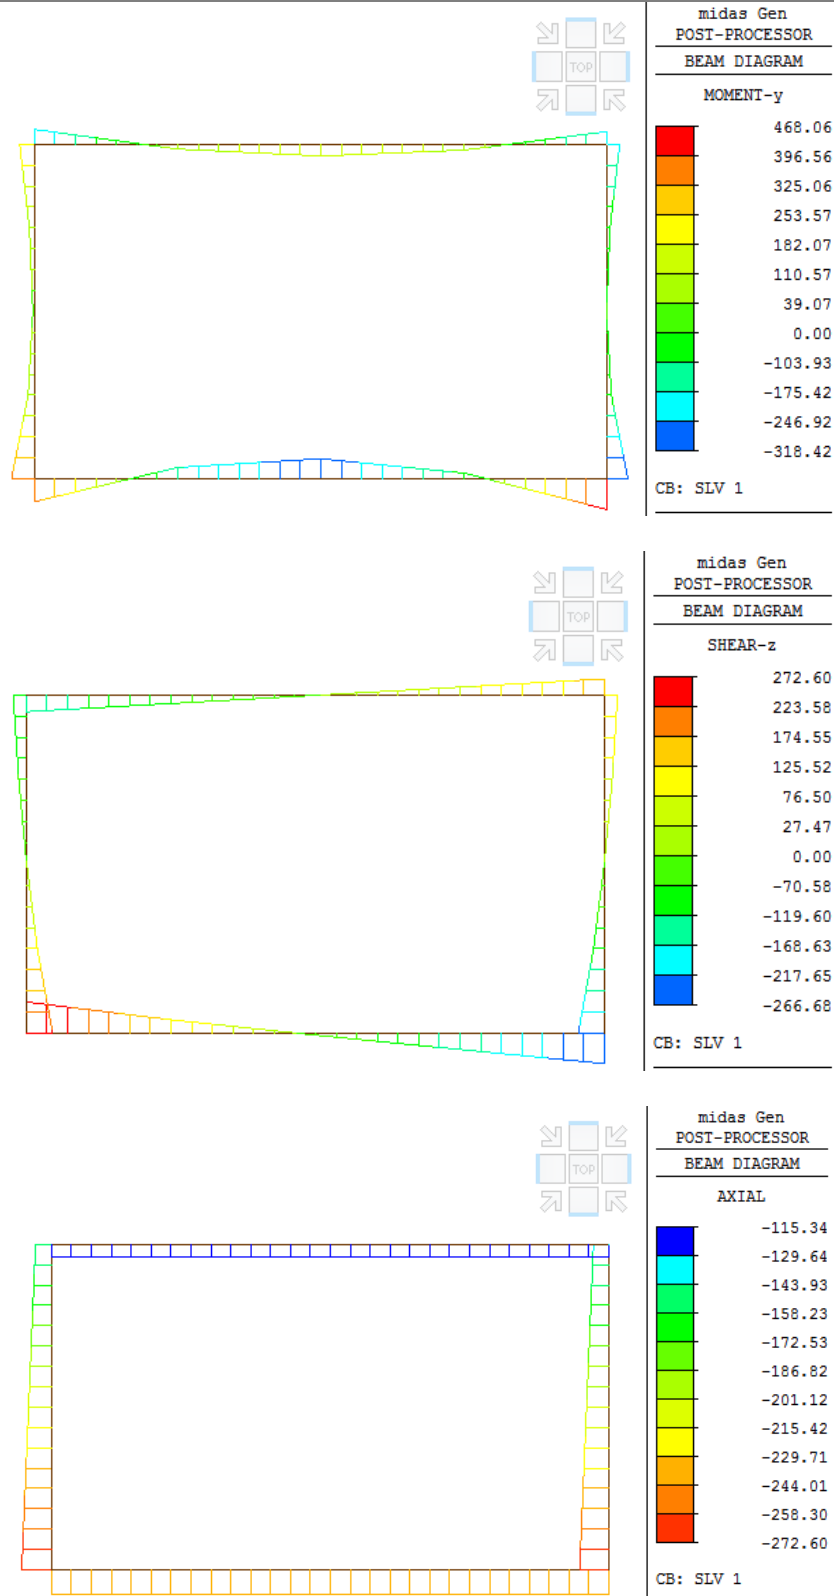 midas Gen
POST-PROCESSOR
BEAM DIAGRAM
TOP
MOMENT-y
468.06
396.56
325.06
253.57
182.07
110.57
39.07
0.00
-103.93
-175.42
-246.92
-318.42
CB: SLV 1
midas Gen
POST-PROCESSOR
BEAM DIAGRAM
TOP
SHEAR-z
272.60
223.58
174.55
125.52
76.50
27.47
0.00
-70.58
-119.60
-168.63
-217.65
-266.68
CB: SLV 1
midas Gen
POST-PROCESSOR
BEAM DIAGRAM
TOP
AXIAL
-115.34
-129.64
-143.93
-158.23
-172.53
-186.82
-201.12
-215.42
-229.71
-244.01
-258.30
-272.60
CB: SLV 1